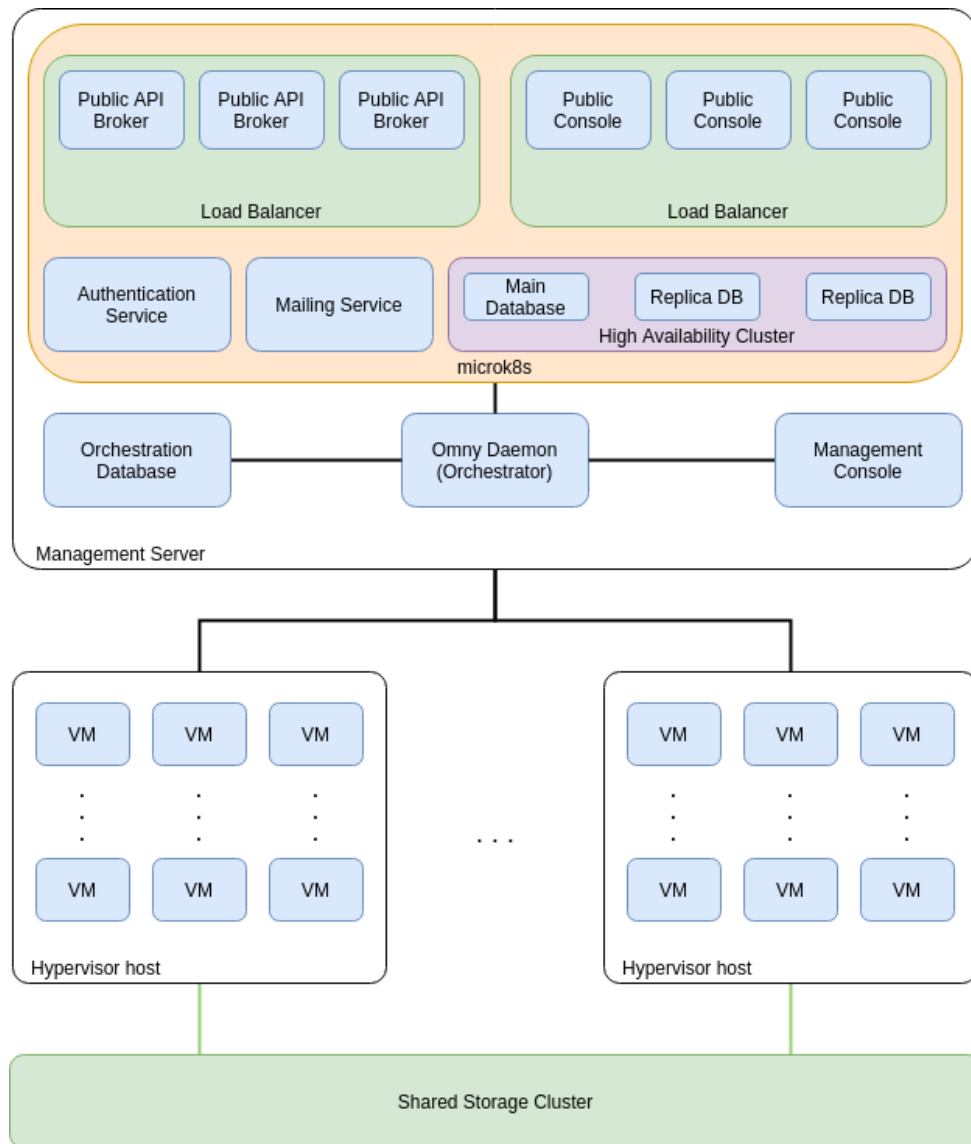 Public API
Broker
Public API
Broker
Public API
Broker
Load Balancer
Public
Console
Public
Console
Public
Console
Load Balancer
Authentication
Service
Mailing Service
Main
Database
Replica DB
Replica DB
High Availability Cluster
microk8s
Orchestration
Database
Omny Daemon
(Orchestrator)
Management
Console
Management Server
VM
VM
VM
VM
VM
VM
Hypervisor host
. . .
VM
VM
VM
VM
VM
VM
Hypervisor host
Shared Storage Cluster